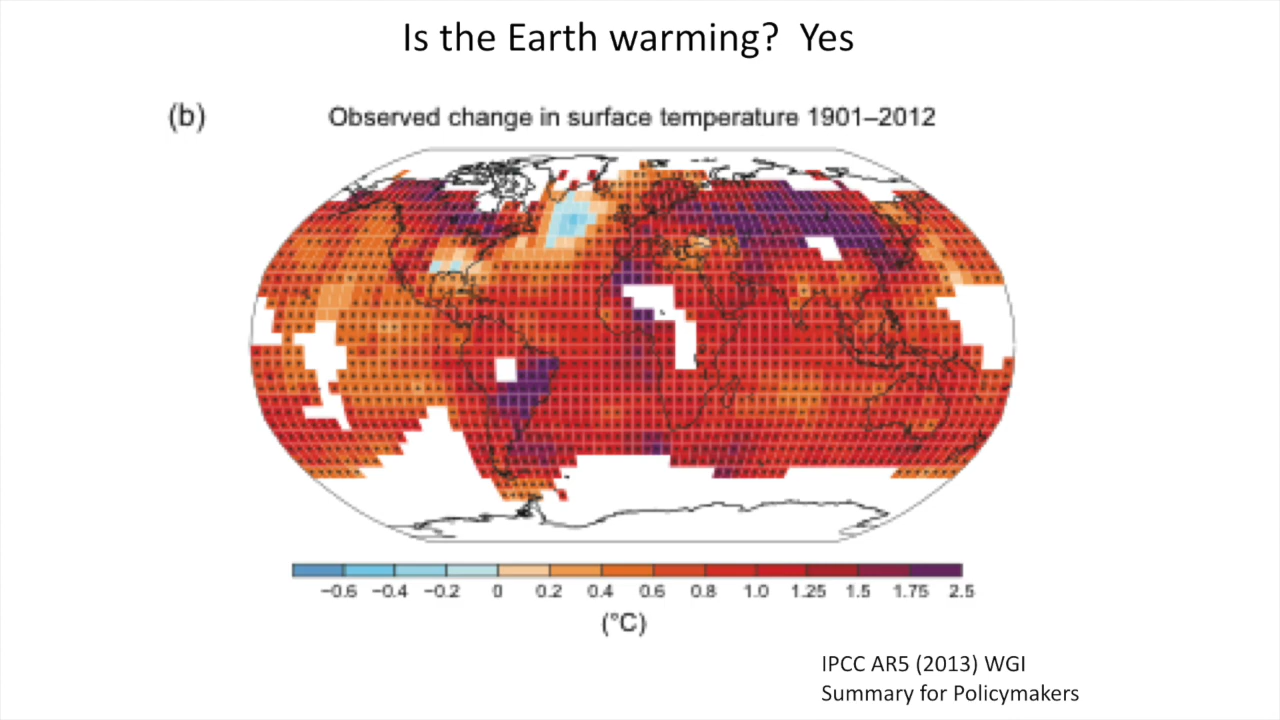 Is the Earth warming?  Yes
(b)
Observed change in surface temperature 1901–2012
−0.6 −0.4 −0.2 0 0.2 0.4 0.6 0.8 1.0 1.25 1.5 1.75 2.5
(°C)
IPCC AR5 (2013) WGI
Summary for Policymakers